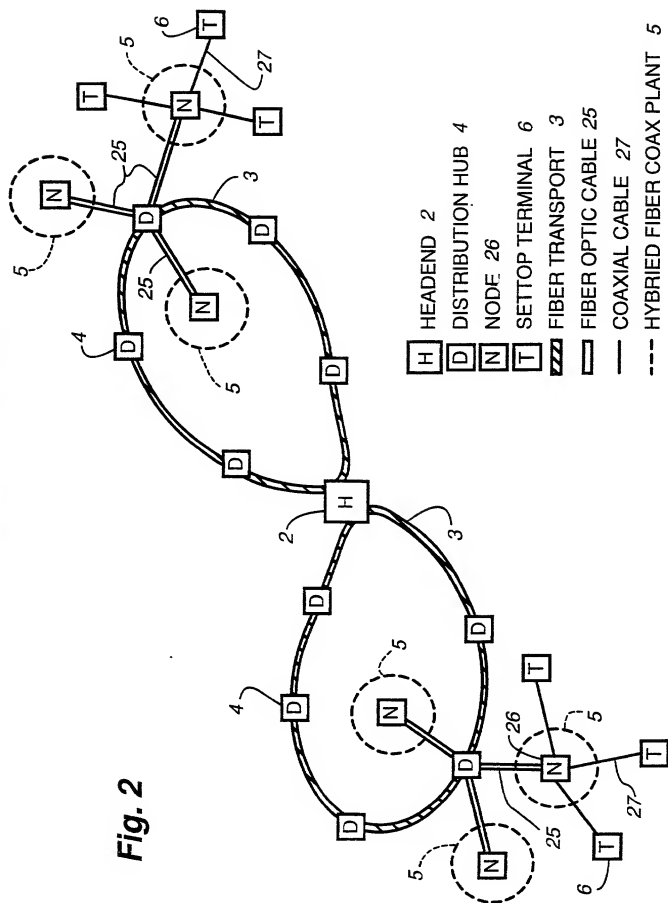 5
N
4
T
25
5
6
Fig. 2
D
D
25
N
T
3
27
5
N
5
T
D
D
4
2
D
D
D
D
H
5
N
3
5
D
D
N
26
25
N
5
T
6
T
27
T
H HEADEND 2
D DISTRIBUTION HUB 4
N NODE 26
T SETTOP TERMINAL 6
FIBER TRANSPORT 3
FIBER OPTIC CABLE 25
COAXIAL CABLE 27
HYBRIED FIBER COAX PLANT 5